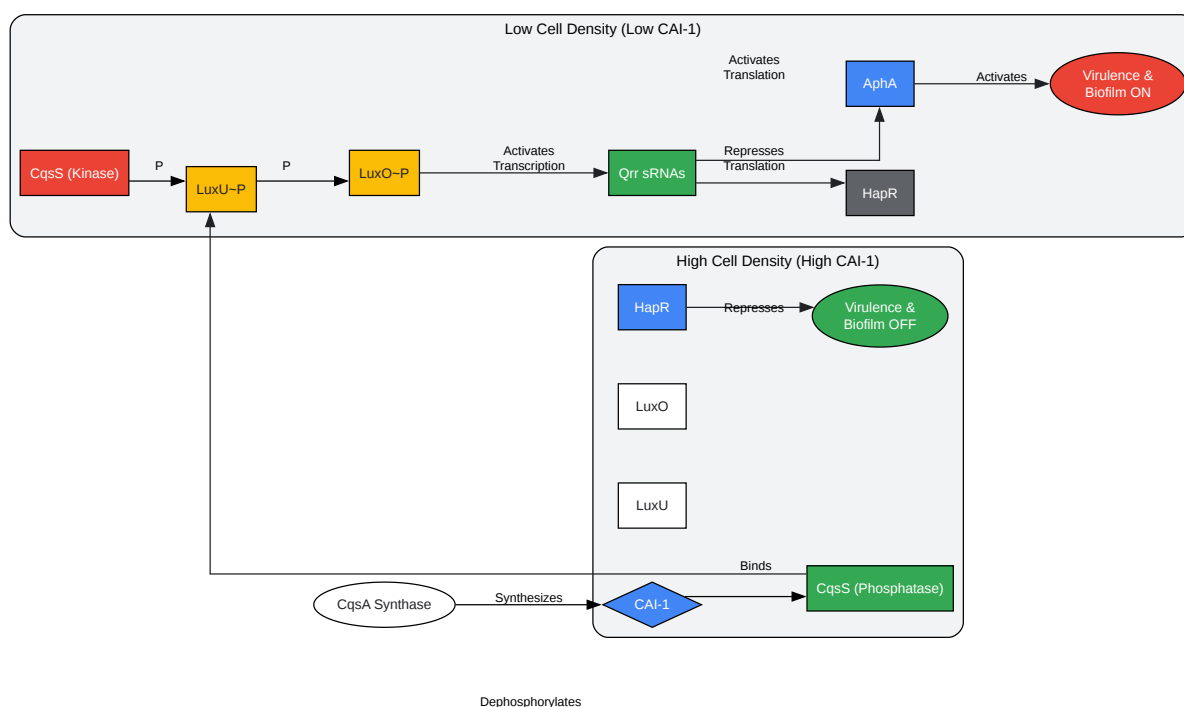 Low Cell Density (Low CAI-1)
Activates
Translation
AphA
Activates
Virulence &
Biofilm ON
CqsS (Kinase)
P
LuxU~P
P
LuxO~P
Activates
Transcription
Qrr sRNAs
Represses
Translation
HapR
High Cell Density (High CAI-1)
HapR
Represses
Virulence &
Biofilm OFF
LuxO
LuxU
Binds
CqsS (Phosphatase)
CqsA Synthase
Synthesizes
CAI-1
Dephosphorylates